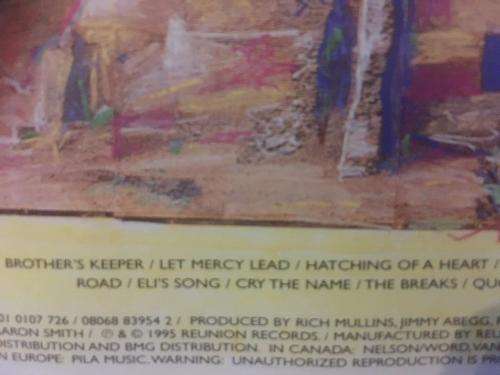 BROTHER'S KEEPER / LET MERCY LEAD / HATCHING OF A HEART /
ROAD / ELI'S SONG / CRY THE NAME / THE BREAKS /
01 0107 726 / 08068 83954 2 / PRODUCED BY RICH MULLINS, JIMMY ABEGG,
AARON SMITH / ℗ & © 1995 REUNION RECORDS. / MANUFACTURED BY
DISTRIBUTION AND BMG DISTRIBUTION. IN CANADA: NELSON/WORD,
IN EUROPE: PILA MUSIC. WARNING: UNAUTHORIZED REPRODUCTION IS